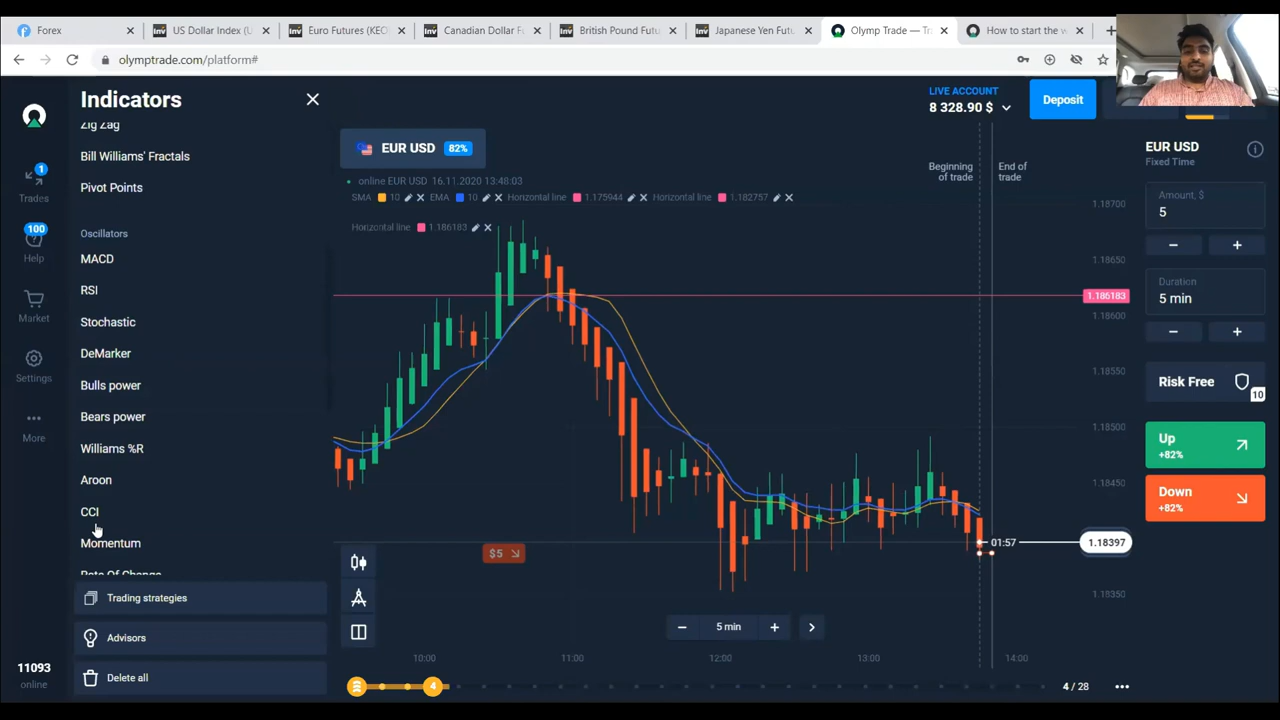 Forex
US Dollar Index (U
Euro Futures (KEO
Canadian Dollar F
British Pound Futu
Japanese Yen Futu
Olymp Trade — Tr
How to start the w
olymptrade.com/platform#
Indicators
LIVE ACCOUNT
8 328.90 $
Deposit
Zig Zag
Bill Williams' Fractals
Pivot Points
Oscillators
MACD
RSI
Stochastic
DeMarker
Bulls power
Bears power
Williams %R
Aroon
CCI
Momentum
Rate Of Change
Trading strategies
Advisors
Delete all
1
Trades
100
Help
Market
Settings
More
11093
online
EUR USD 82%
online EUR USD 16.11.2020 13:48:03
SMA 10 EMA 10 Horizontal line 1.175944 Horizontal line 1.182757
Horizontal line 1.186183
Beginning
of trade
End of
trade
1.18700
1.18650
1.186183
1.18600
1.18550
1.18500
1.18450
01:57
1.18397
1.18350
$5
5 min
10:00 11:00 12:00 13:00 14:00
4
4 / 28
EUR USD
Fixed Time
Amount, $
5
Duration
5 min
Risk Free
10
Up
+82%
Down
+82%